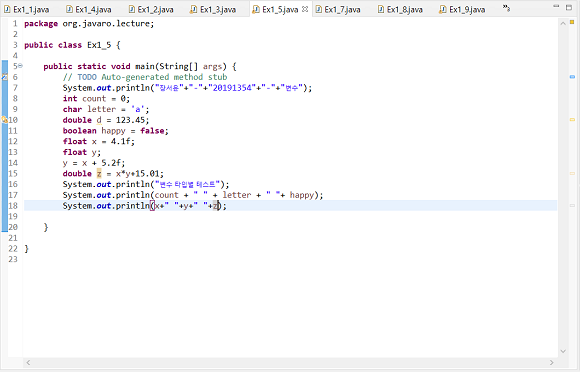 Ex1_1.java Ex1_4.java Ex1_2.java Ex1_3.java Ex1_5.java Ex1_7.java Ex1_8.java Ex1_9.java
1 package org.javaro.lecture;
2
3 public class Ex1_5 {
4
5 public static void main(String[] args) {
6 // TODO Auto-generated method stub
7 System.out.println("장서윤"+"-"+"20191354"+"-"+"변수");
8 int count = 0;
9 char letter = 'a';
10 double d = 123.45;
11 boolean happy = false;
12 float x = 4.1f;
13 float y;
14 y = x + 5.2f;
15 double z = x*y+15.01;
16 System.out.println("변수 타입별 테스트");
17 System.out.println(count + " " + letter + " "+ happy);
18 System.out.println(x+" "+y+" "+z);
19
20 }
21
22 }
23